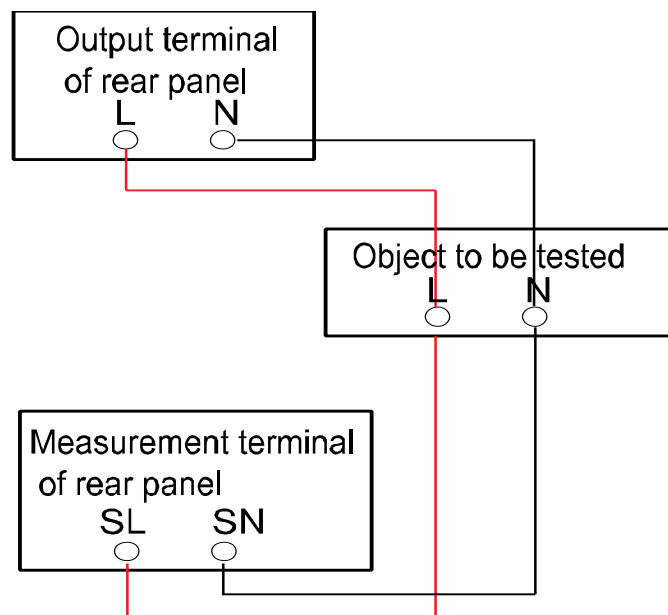 Output terminal
of rear panel
L N
Object to be tested
L N
Measurement terminal
of rear panel
SL SN